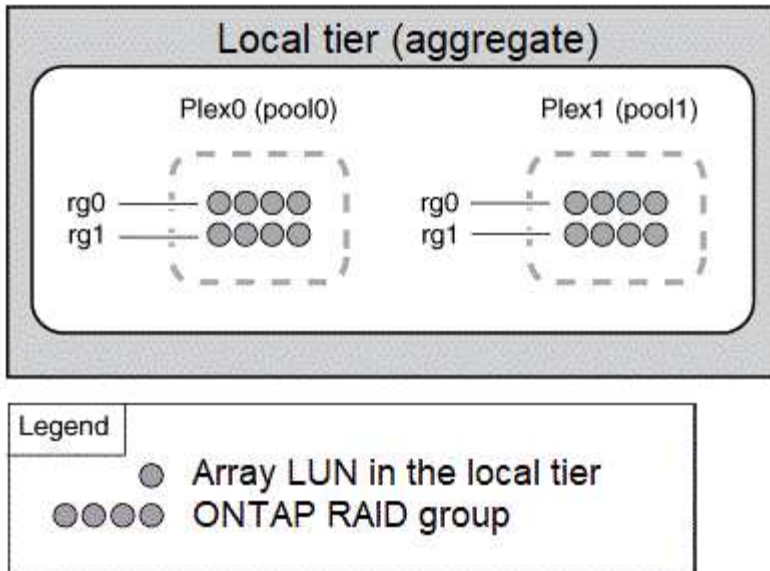 Local tier (aggregate)
Plex0 (pool0)
Plex1 (pool1)
rg0
rg1
rg0
rg1
Legend
Array LUN in the local tier
ONTAP RAID group